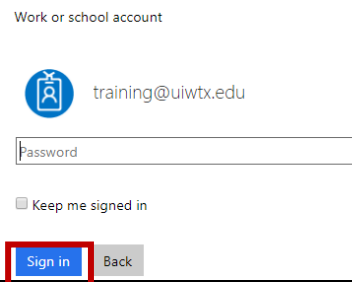 Work or school account
training@uiwtx.edu
Password
Keep me signed in
Sign in Back